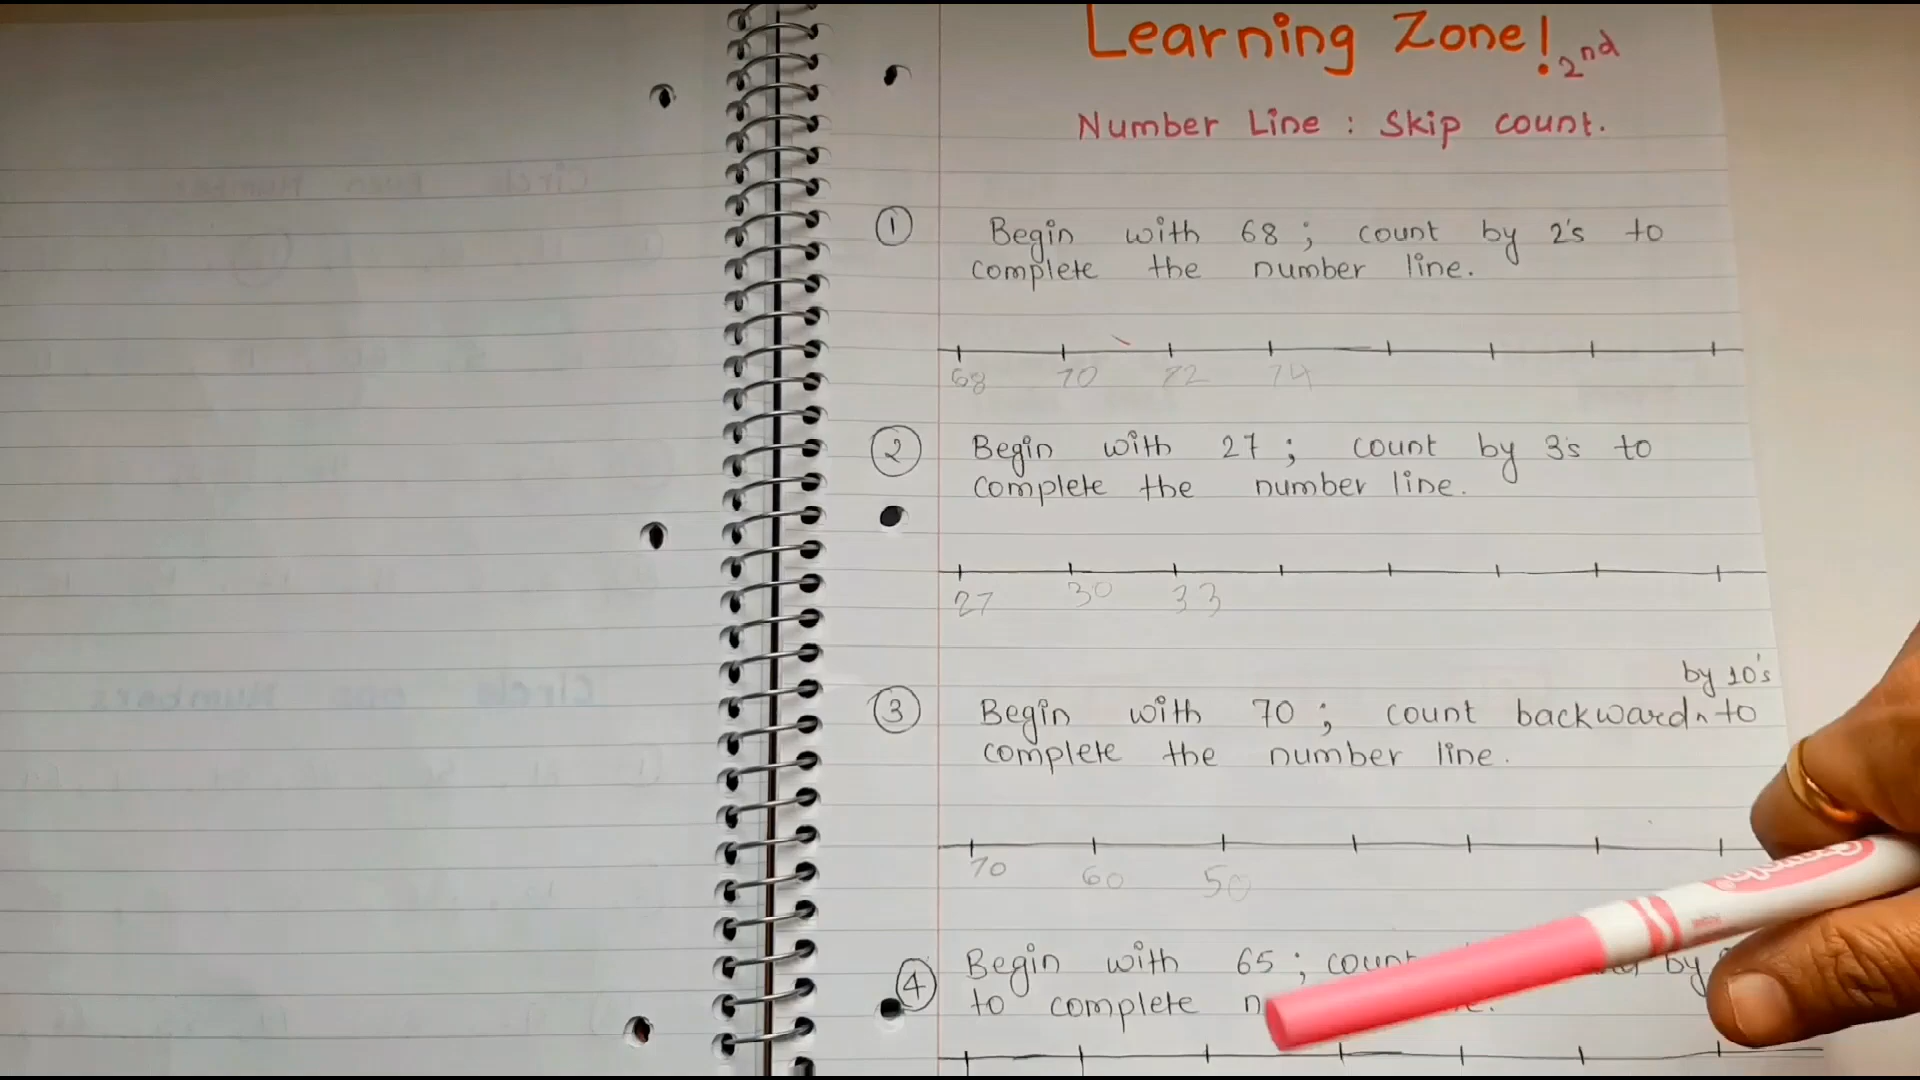 Learning Zone! 2nd
Number Line : Skip count.
1 Begin with 68 ; count by 2's to
complete the number line.
68 70 72 74
2 Begin with 27 ; count by 3s to
complete the number line.
27 30 33
by 10's
3 Begin with 70 ; count backward ^ to
complete the number line.
70 60 50
4 Begin with 65 ; count by
to complete